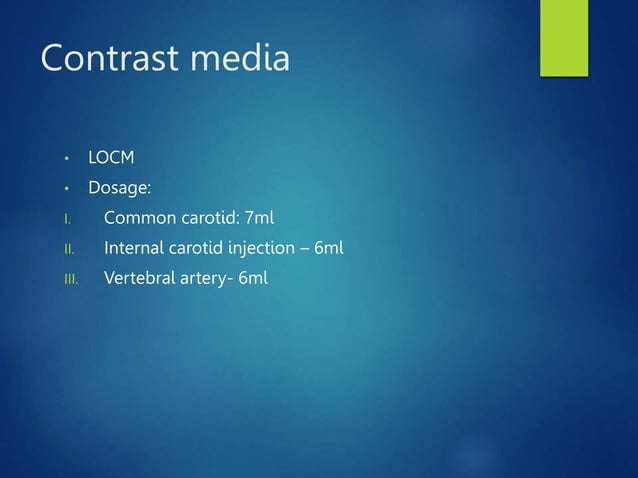 Contrast media
• LOCM
• Dosage:
I. Common carotid: 7ml
II. Internal carotid injection – 6ml
III. Vertebral artery- 6ml